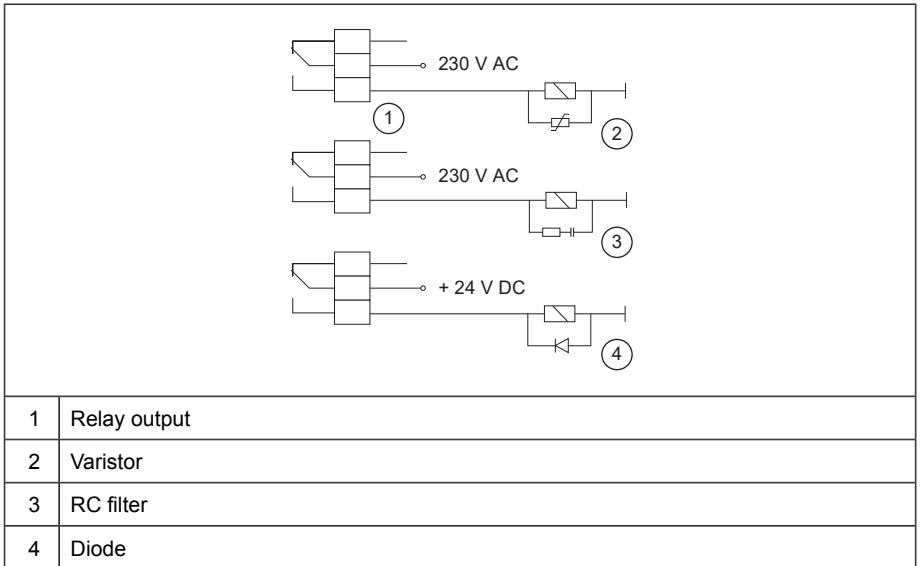 230 V AC
1
2
230 V AC
3
+ 24 V DC
4
1 Relay output
2 Varistor
3 RC filter
4 Diode